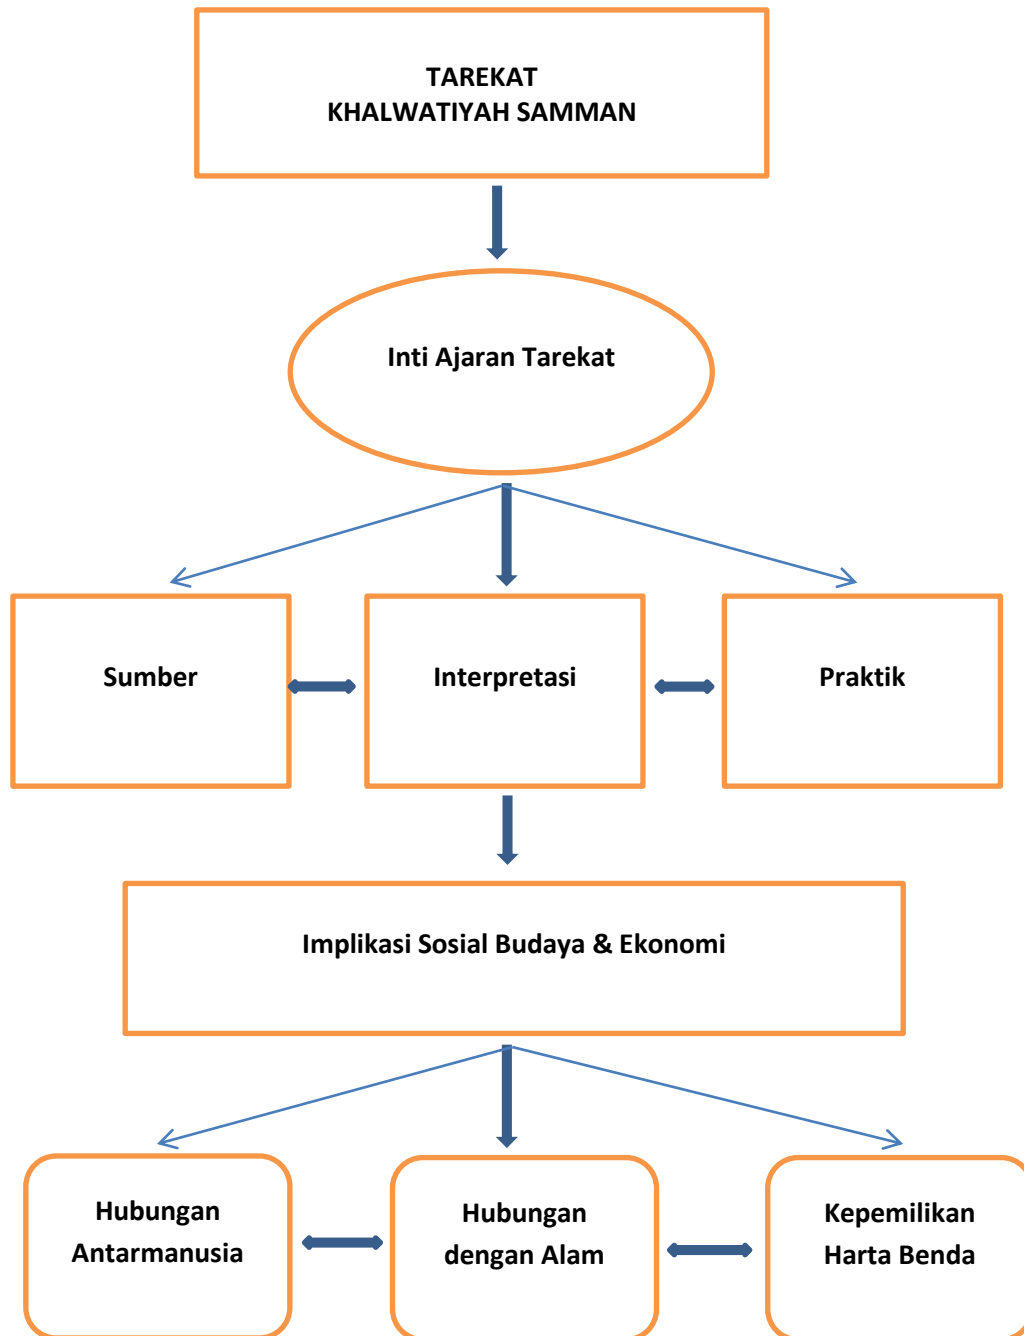 TAREKAT
KHALWATIYAH SAMMAN
Inti Ajaran Tarekat
Sumber
Interpretasi
Praktik
Implikasi Sosial Budaya & Ekonomi
Hubungan
Antarmanusia
Hubungan
dengan Alam
Kepemilikan
Harta Benda